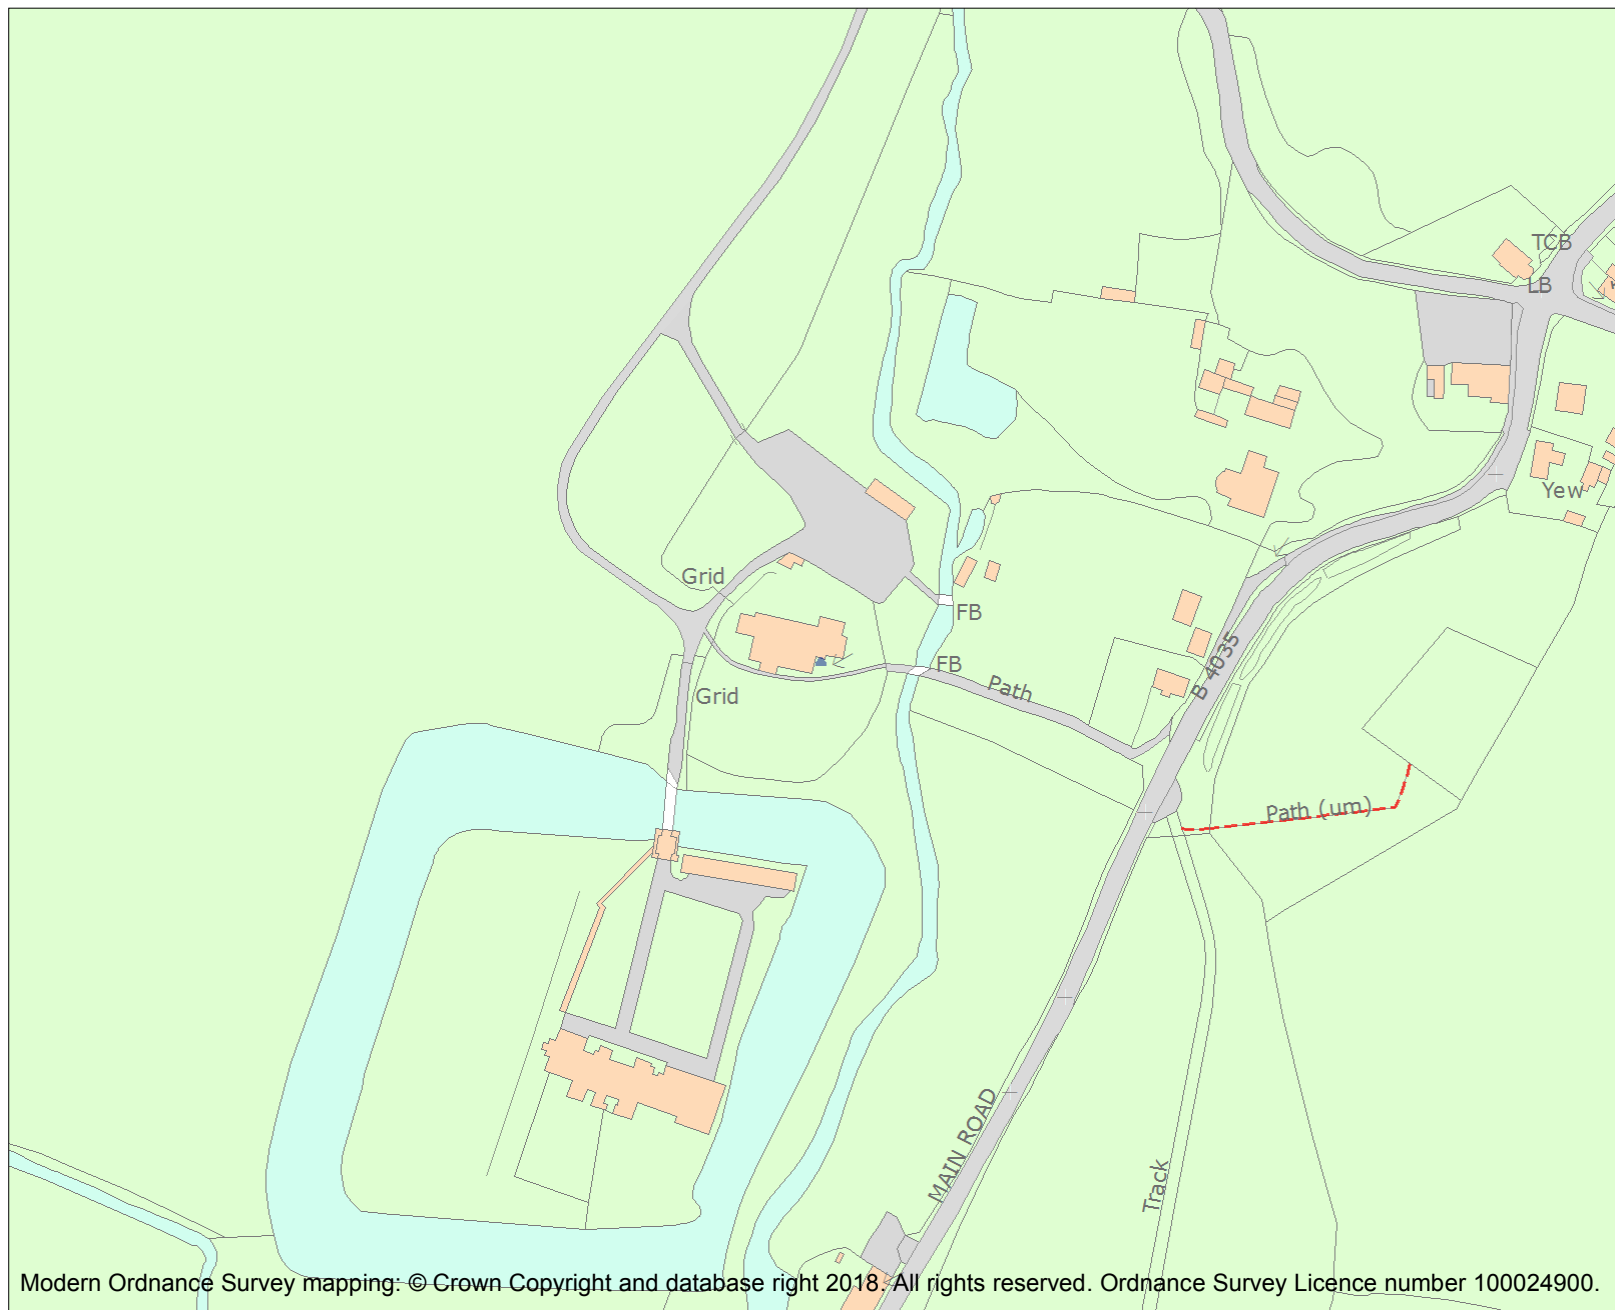 TCB
LB
Yew
Grid
FB
B 4035
FB
Path
Grid
Path (um)
MAIN ROAD
Track
Modern Ordnance Survey mapping: © Crown Copyright and database right 2018. All rights reserved. Ordnance Survey Licence number 100024900.